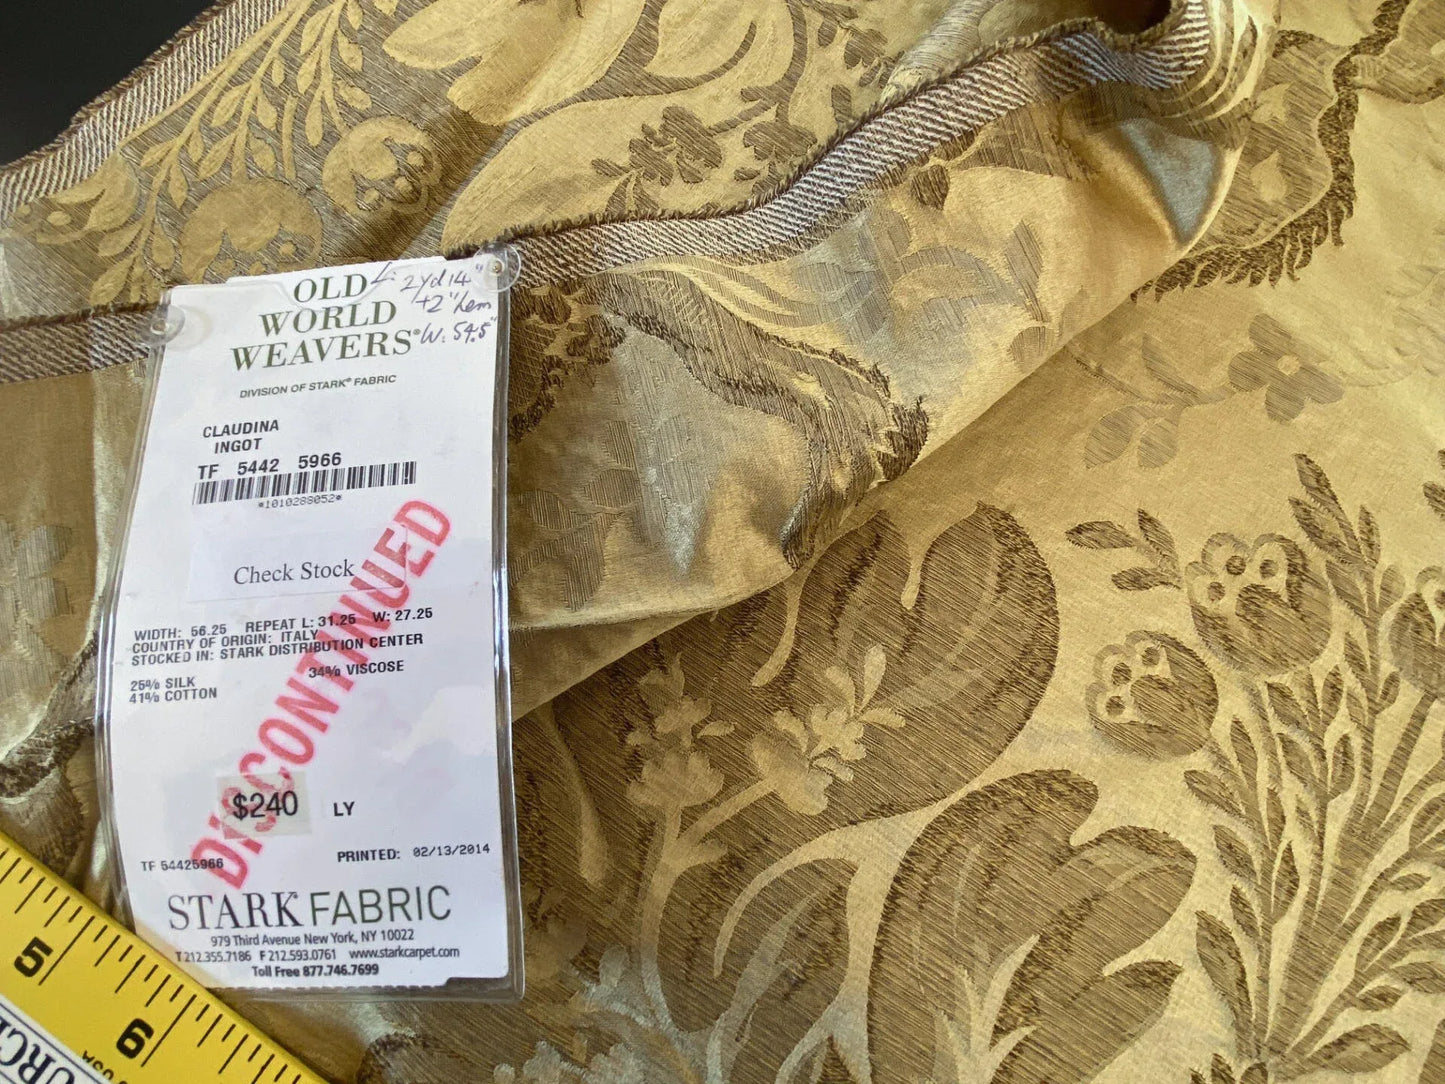 OLD
WORLD
WEAVERS®
L: 2 yd 14"
+2" hem
W: 54.5"
DIVISION OF STARK® FABRIC
CLAUDINA
INGOT
TF 5442 5966
*1010288052*
Check Stock
DISCONTINUED
WIDTH: 56.25 REPEAT L: 31.25 W: 27.25
COUNTRY OF ORIGIN: ITALY
STOCKED IN: STARK DISTRIBUTION CENTER
25% SILK 34% VISCOSE
41% COTTON
$240 LY
TF 54425966 PRINTED: 02/13/2014
STARK FABRIC
979 Third Avenue New York, NY 10022
T 212.355.7186 F 212.593.0761 www.starkcarpet.com
Toll Free 877.746.7699
5
6
USA